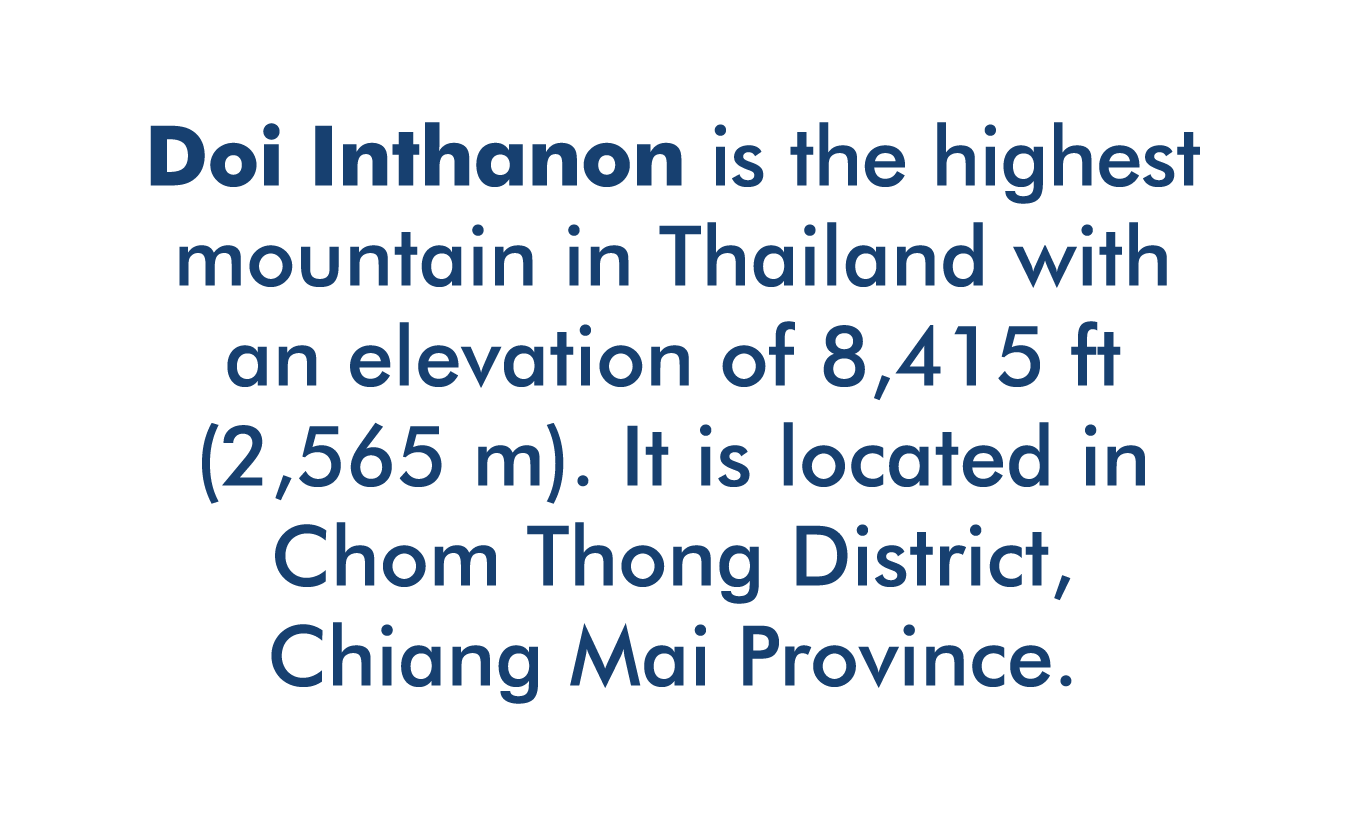 Doi Inthanon is the highest
mountain in Thailand with
an elevation of 8,415 ft
(2,565 m). It is located in
Chom Thong District,
Chiang Mai Province.